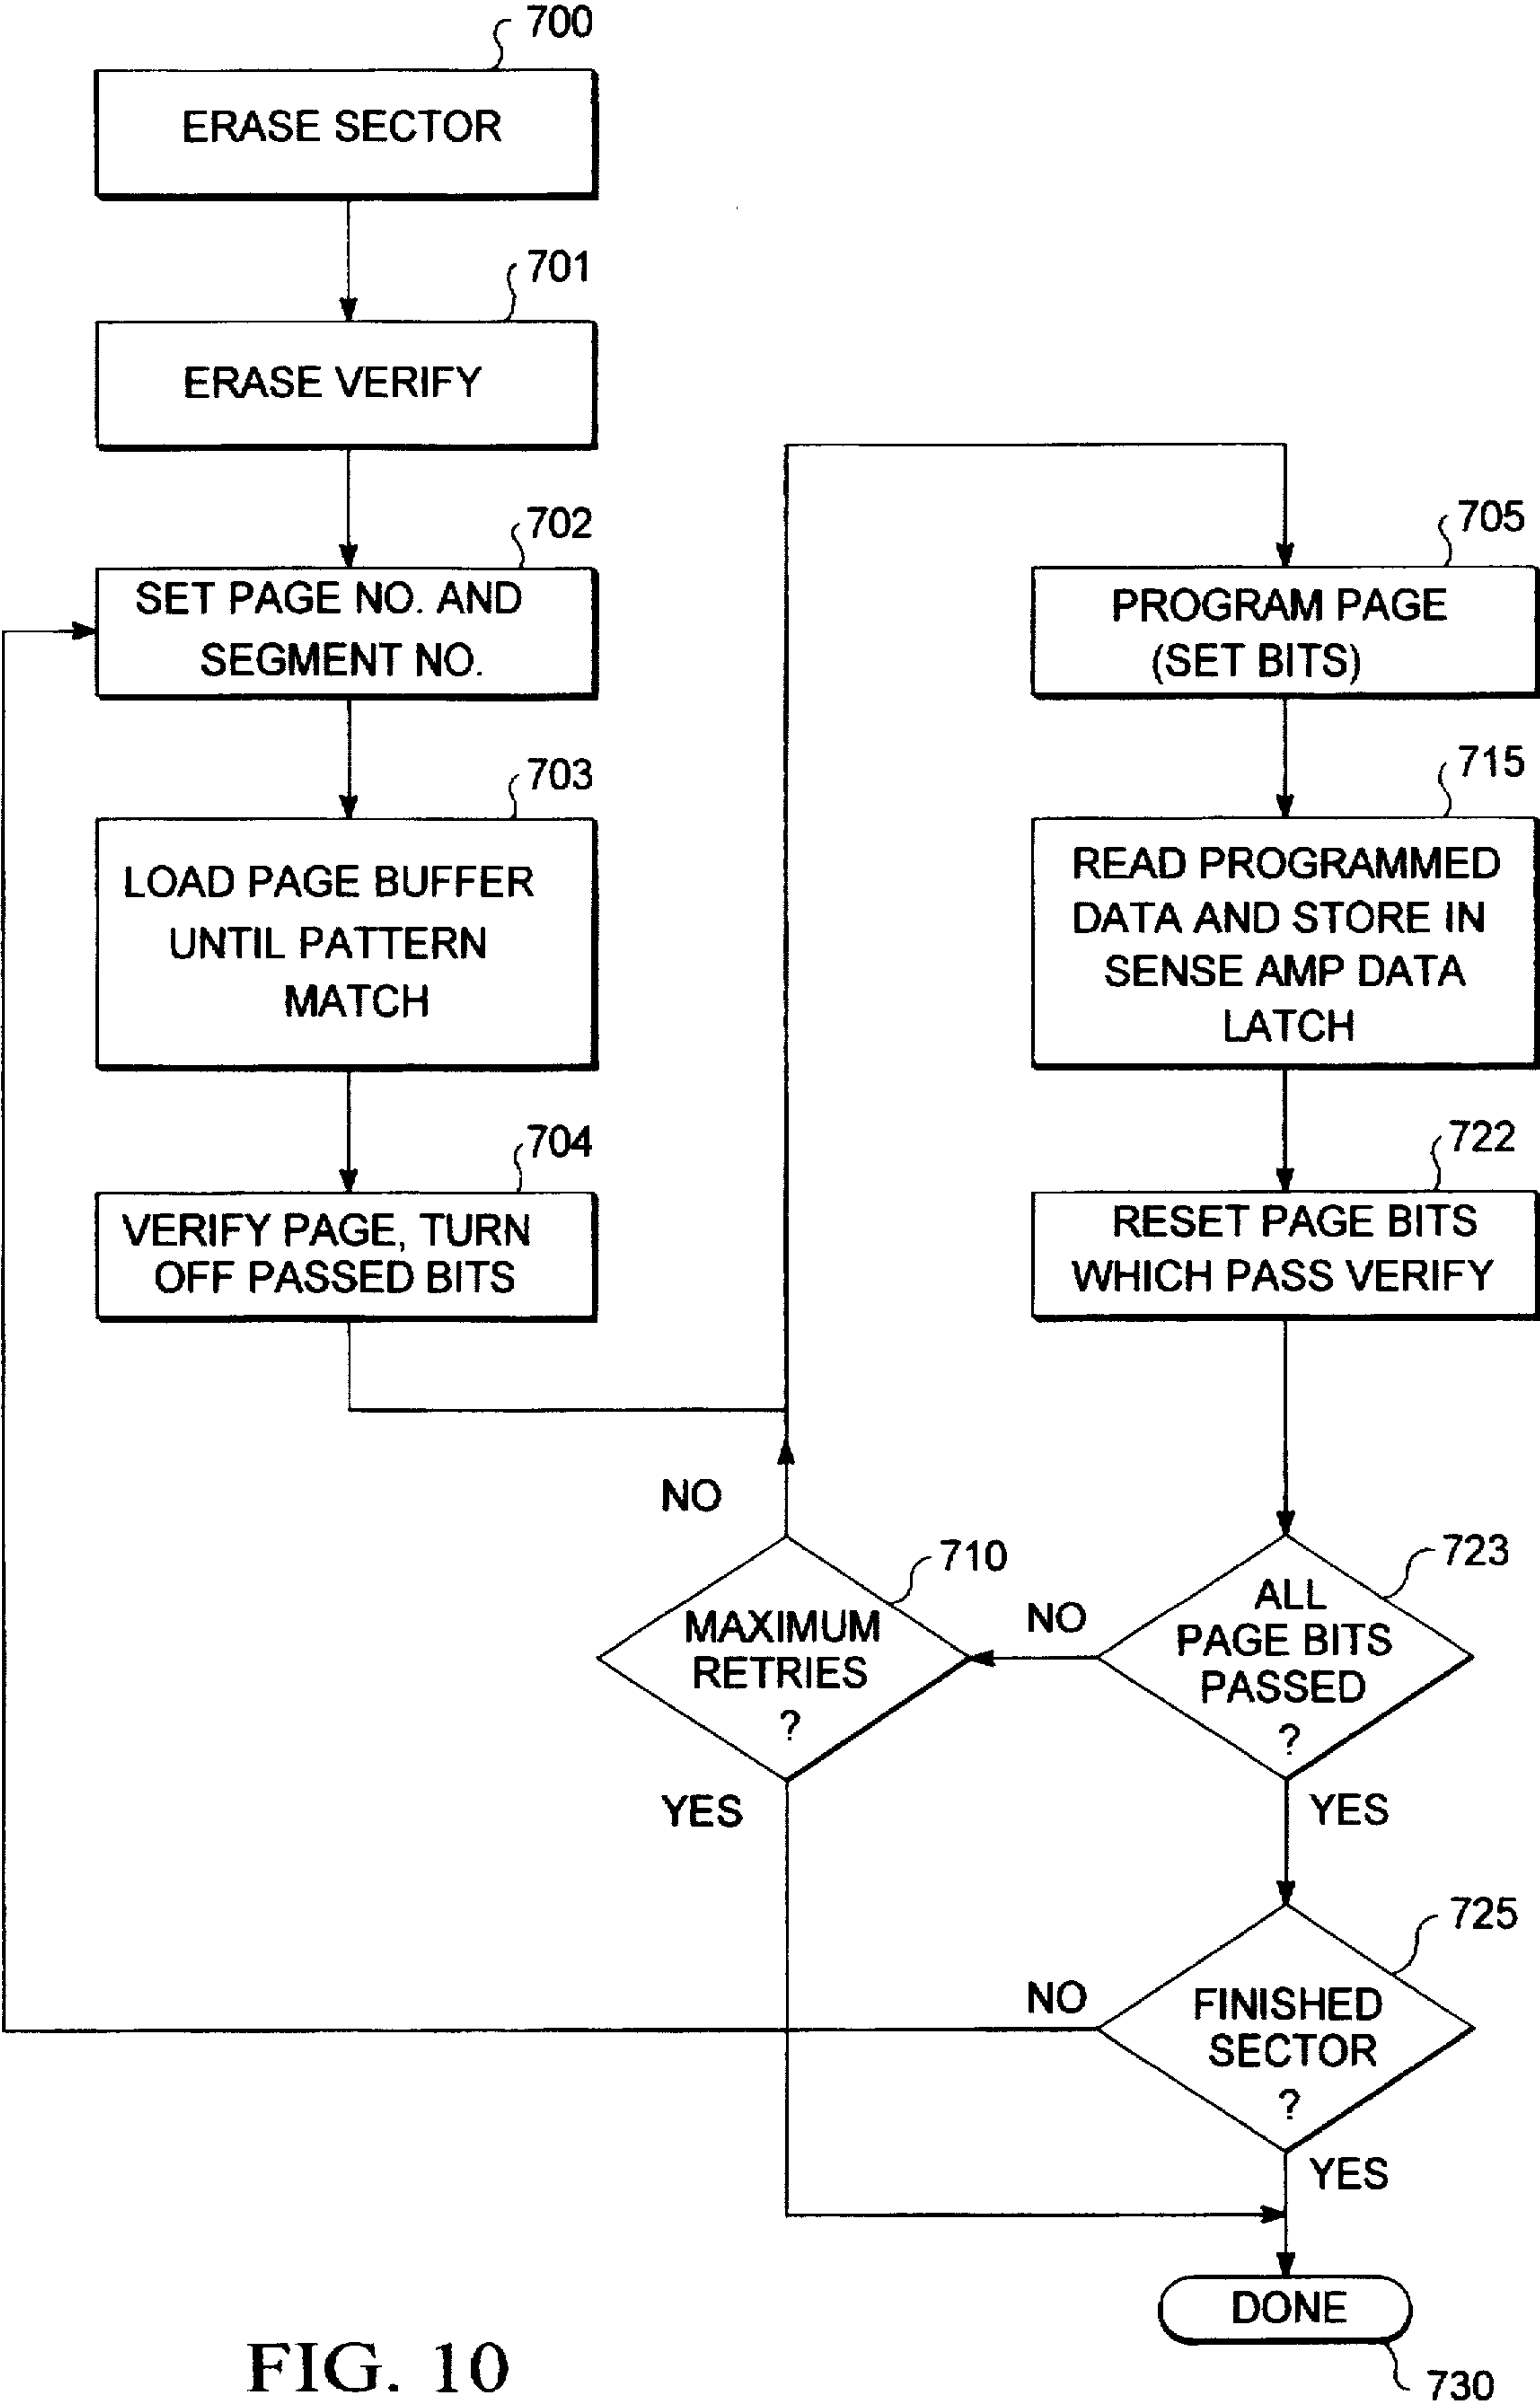 700
ERASE SECTOR
701
ERASE VERIFY
702
SET PAGE NO. AND
SEGMENT NO.
703
LOAD PAGE BUFFER
UNTIL PATTERN
MATCH
704
VERIFY PAGE, TURN
OFF PASSED BITS
705
PROGRAM PAGE
(SET BITS)
715
READ PROGRAMMED
DATA AND STORE IN
SENSE AMP DATA
LATCH
722
RESET PAGE BITS
WHICH PASS VERIFY
723
ALL
PAGE BITS
PASSED
?
NO
YES
710
MAXIMUM
RETRIES
?
NO
YES
725
FINISHED
SECTOR
?
NO
YES
DONE
730
FIG. 10